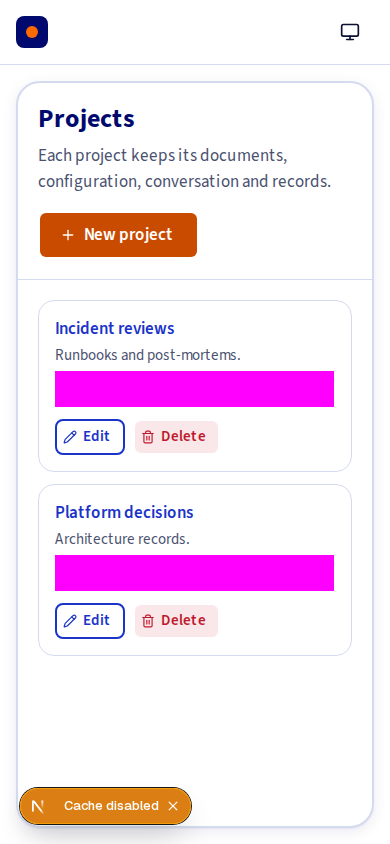 Projects
Each project keeps its documents,
configuration, conversation and records.
New project
Incident reviews
Runbooks and post-mortems.
Edit
Delete
Platform decisions
Architecture records.
Edit
Delete
Cache disabled